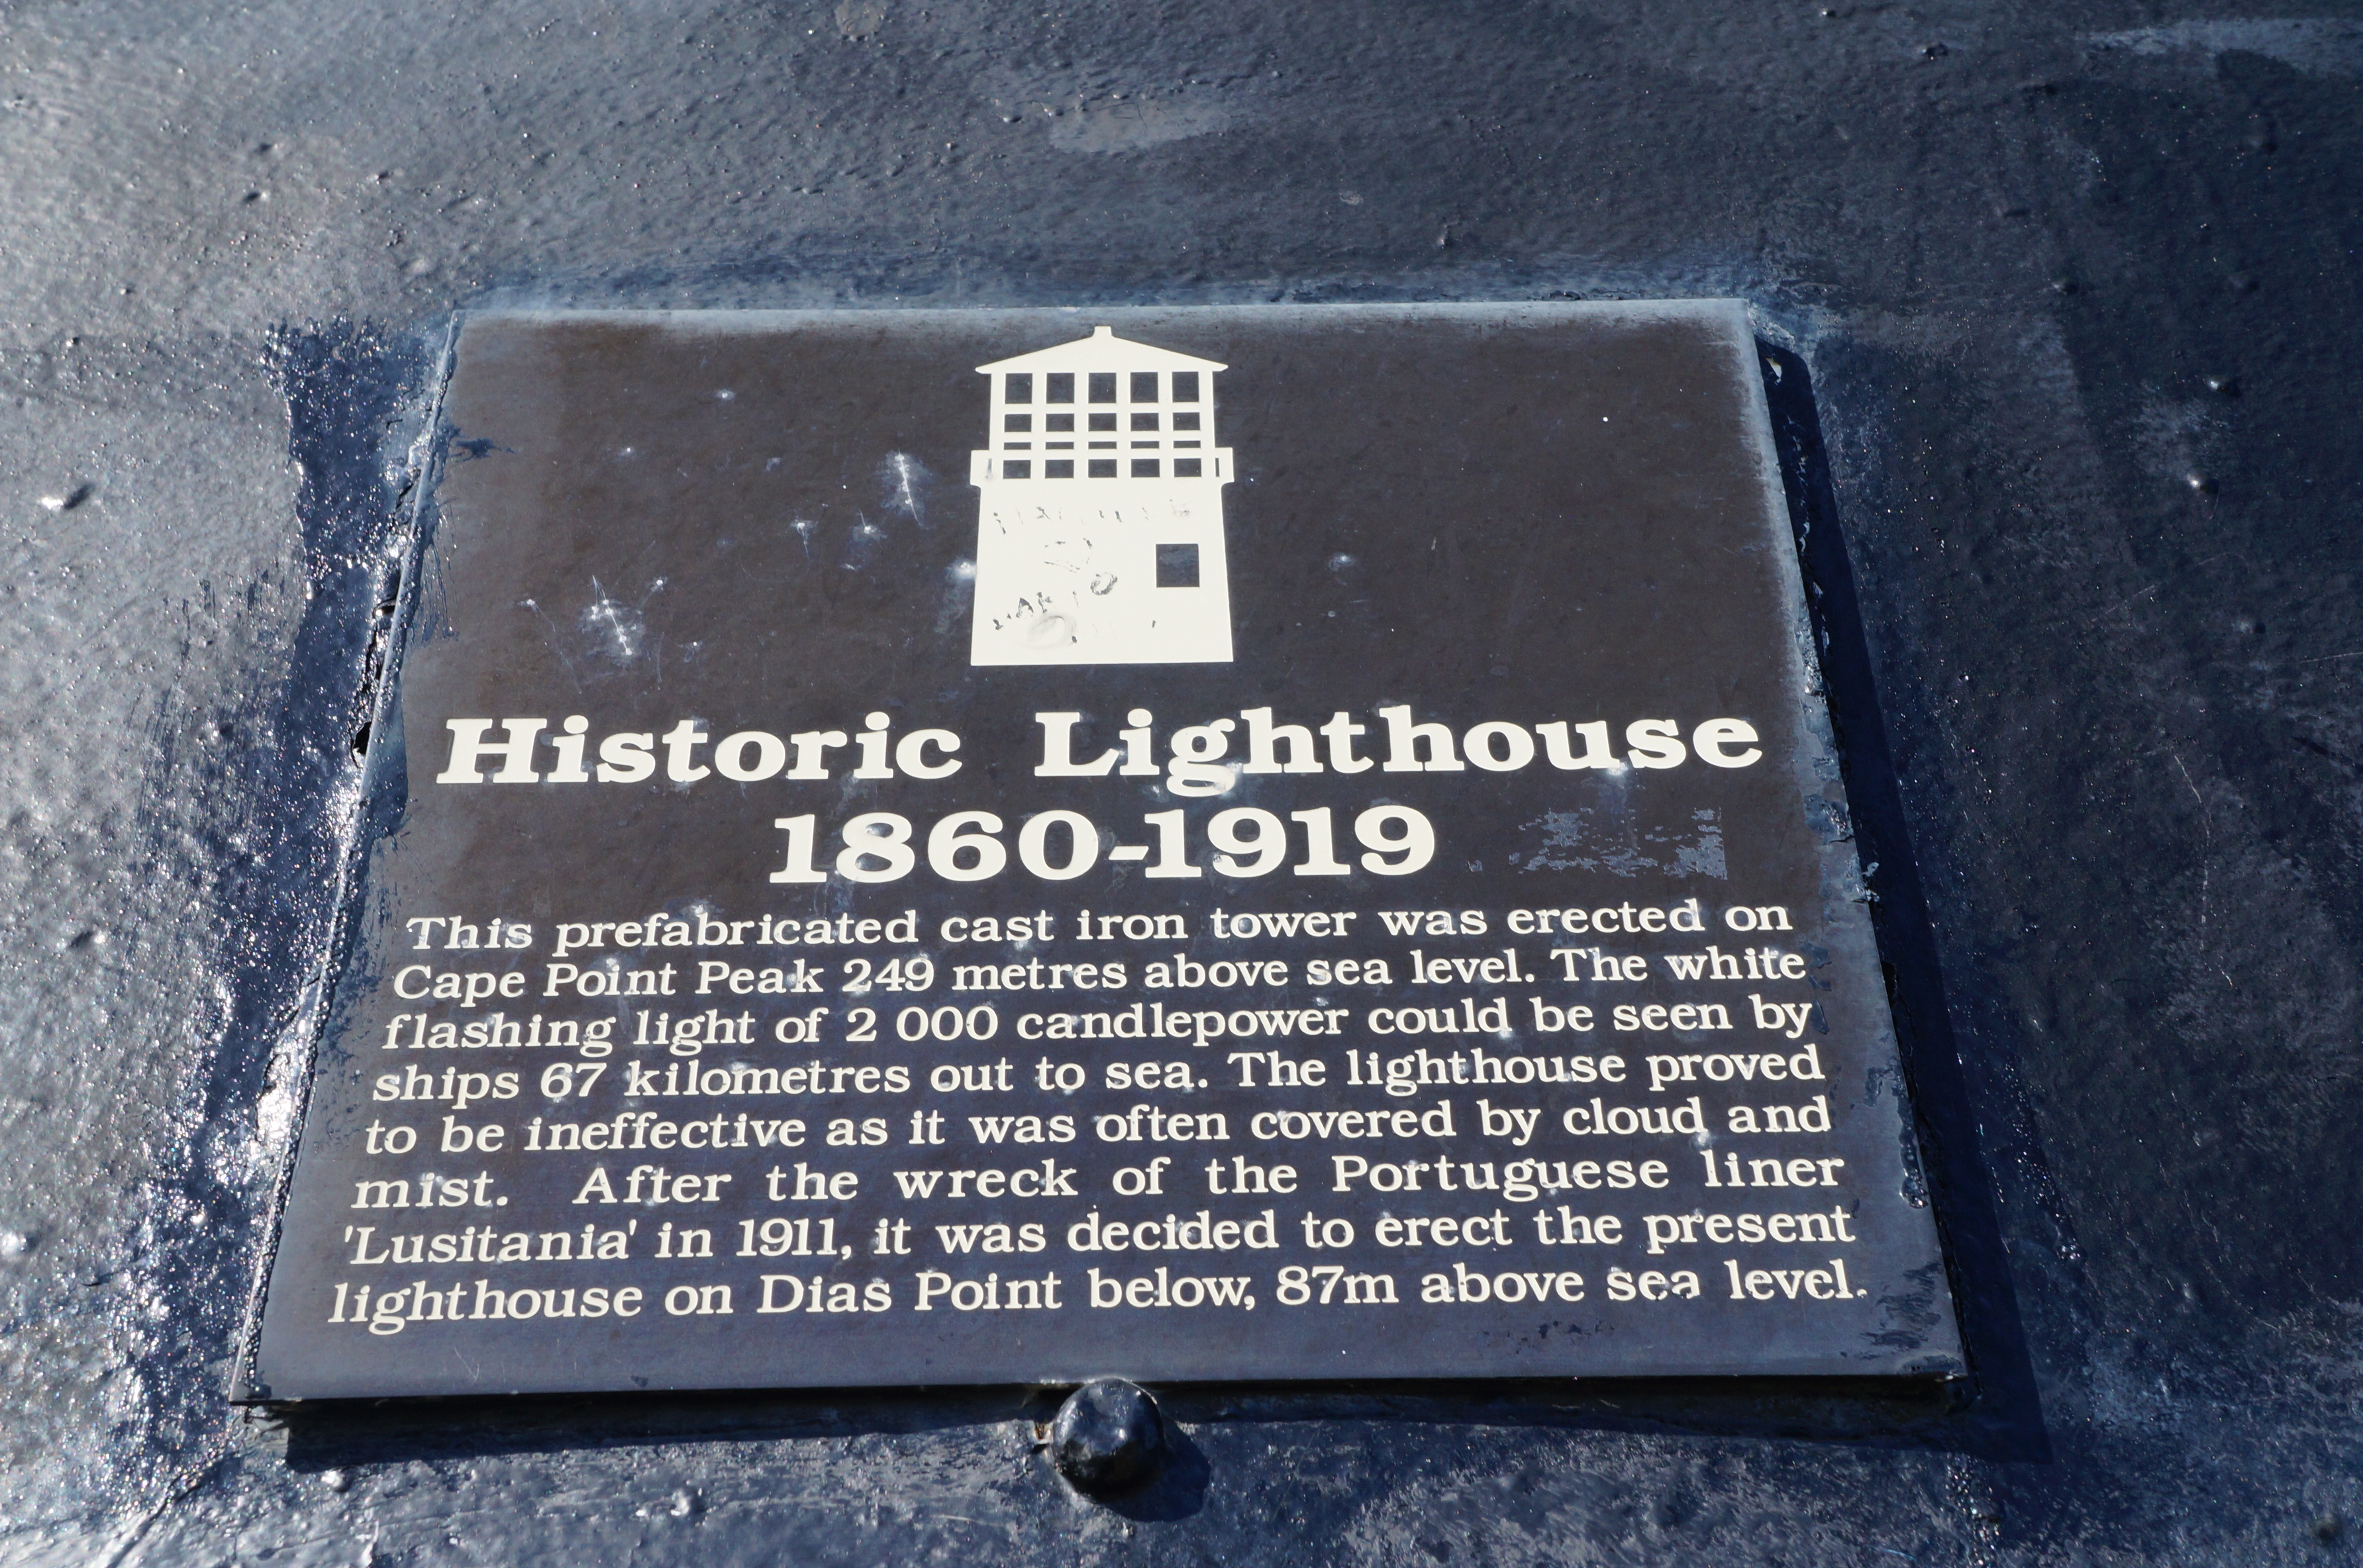 Historic Lighthouse
1860-1919
This prefabricated cast iron tower was erected on
Cape Point Peak 249 metres above sea level. The white
flashing light of 2 000 candlepower could be seen by
ships 67 kilometres out to sea. The lighthouse proved
to be ineffective as it was often covered by cloud and
mist. After the wreck of the Portuguese liner
'Lusitania' in 1911, it was decided to erect the present
lighthouse on Dias Point below, 87m above sea level.